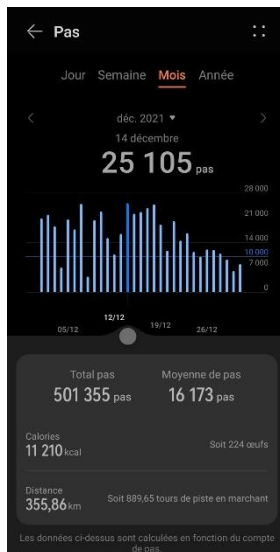 Pas
Jour Semaine Mois Année
déc. 2021
14 décembre
25 105 pas
28 000
21 000
14 000
10 000
7 000
0
12/12
05/12 19/12 26/12
Total pas Moyenne de pas
501 355 pas 16 173 pas
Calories
11 210 kcal Soit 224 œufs
Distance
355,86 km Soit 889,65 tours de piste en marchant
Les données ci-dessus sont calculées en fonction du compte
de pas.